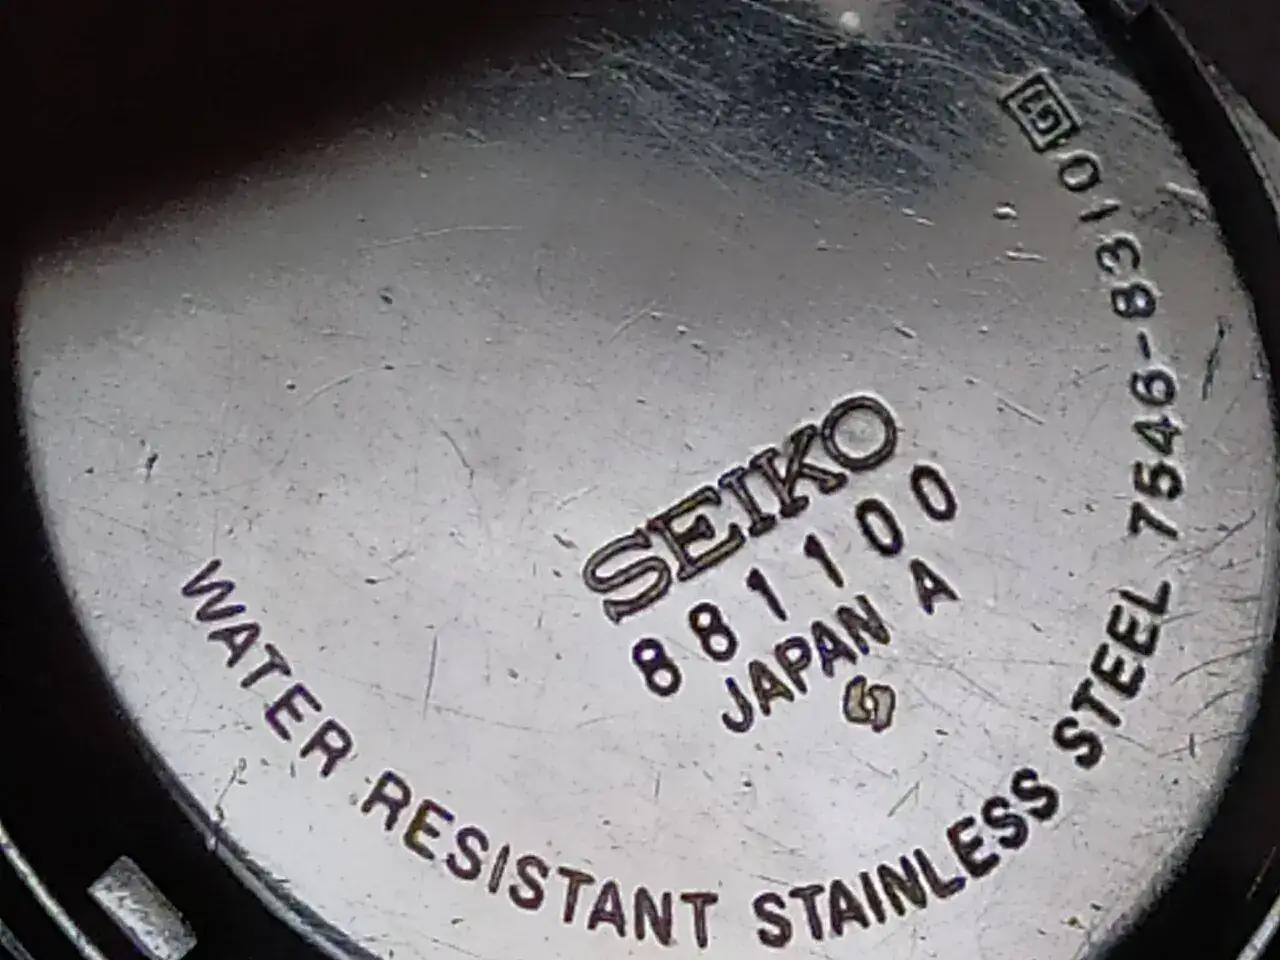 SEIKO
881100
JAPAN A
WATER RESISTANT STAINLESS STEEL 7546-8310